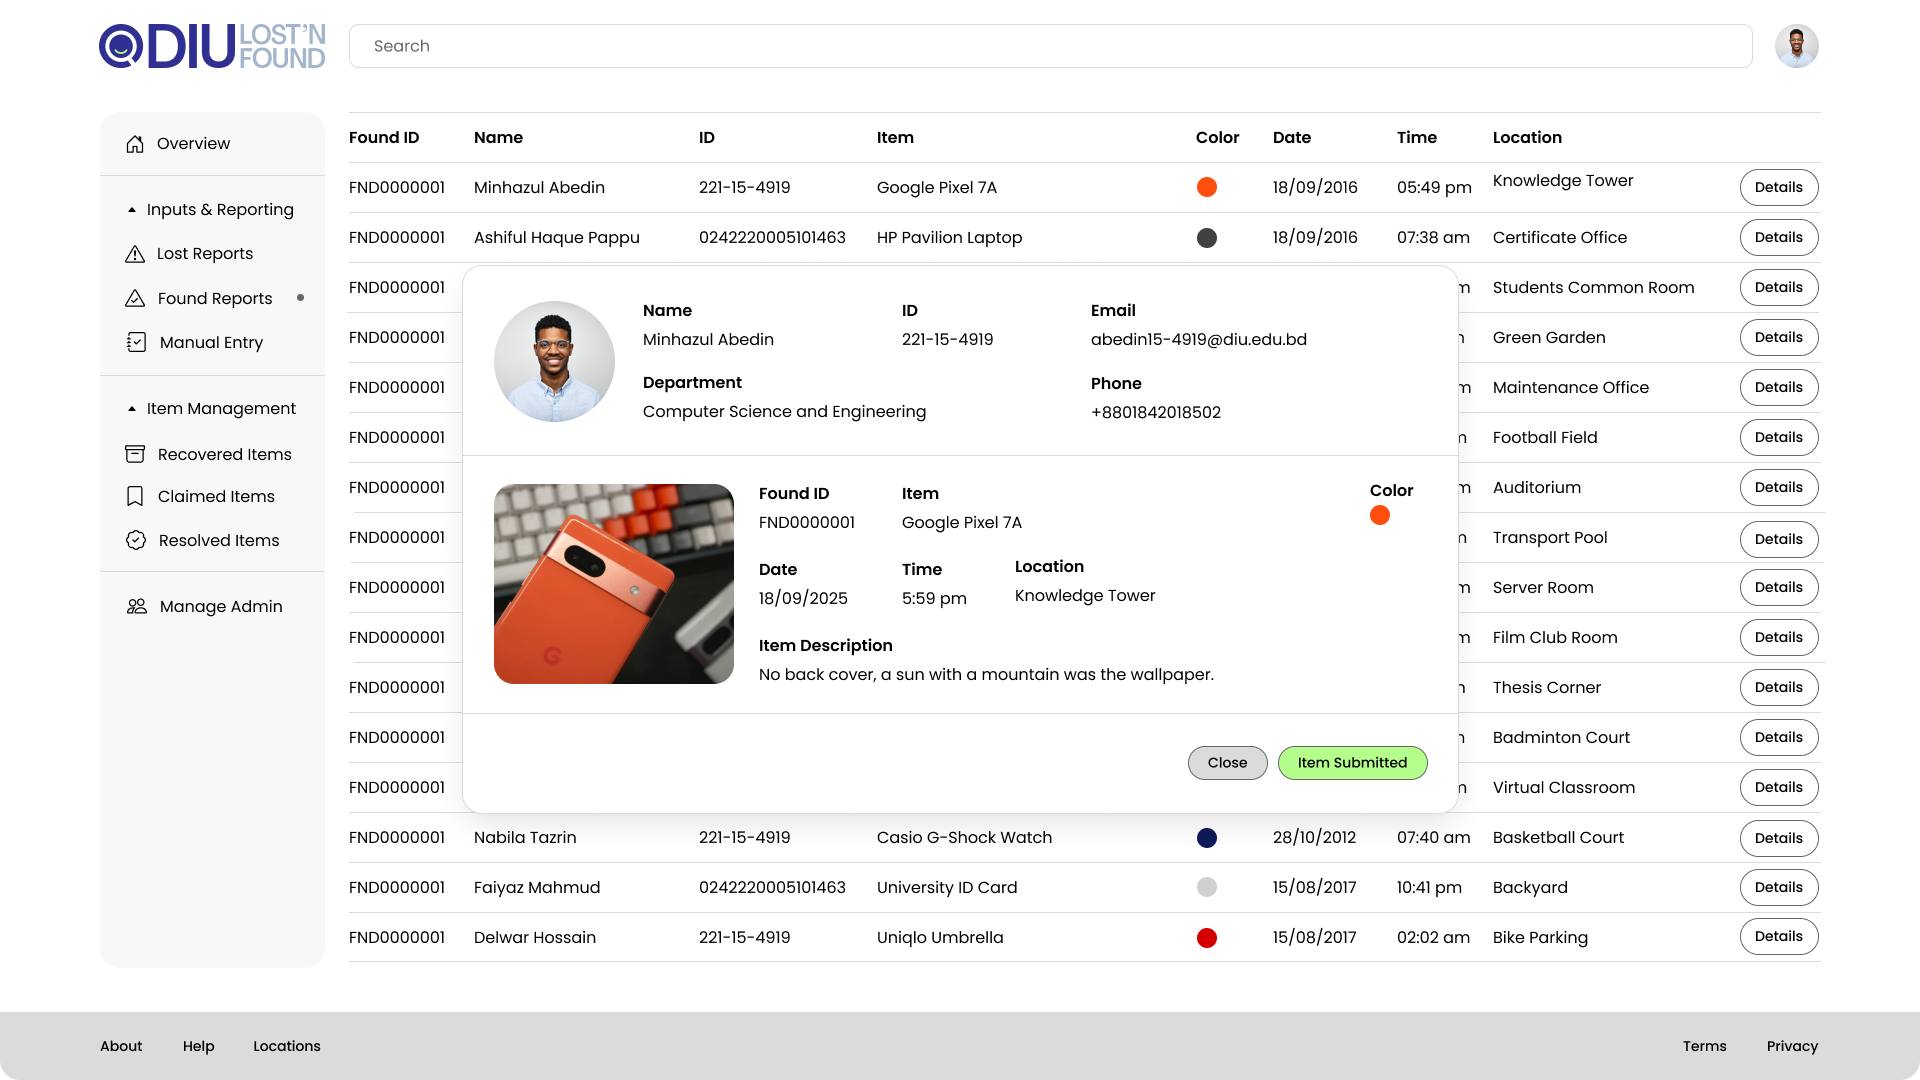 DIU LOST'N FOUND
Search
Overview
Inputs & Reporting
Lost Reports
Found Reports
Manual Entry
Item Management
Recovered Items
Claimed Items
Resolved Items
Manage Admin
Found ID Name ID Item Color Date Time Location
FND0000001 Minhazul Abedin 221-15-4919 Google Pixel 7A 18/09/2016 05:49 pm Knowledge Tower Details
FND0000001 Ashiful Haque Pappu 0242220005101463 HP Pavilion Laptop 18/09/2016 07:38 am Certificate Office Details
FND0000001 Students Common Room Details
FND0000001 Green Garden Details
FND0000001 Maintenance Office Details
FND0000001 Football Field Details
FND0000001 Auditorium Details
FND0000001 Transport Pool Details
FND0000001 Server Room Details
FND0000001 Film Club Room Details
FND0000001 Thesis Corner Details
FND0000001 Badminton Court Details
FND0000001 Virtual Classroom Details
FND0000001 Nabila Tazrin 221-15-4919 Casio G-Shock Watch 28/10/2012 07:40 am Basketball Court Details
FND0000001 Faiyaz Mahmud 0242220005101463 University ID Card 15/08/2017 10:41 pm Backyard Details
FND0000001 Delwar Hossain 221-15-4919 Uniqlo Umbrella 15/08/2017 02:02 am Bike Parking Details
Name ID Email
Minhazul Abedin 221-15-4919 abedin15-4919@diu.edu.bd
Department Phone
Computer Science and Engineering +8801842018502
Found ID Item Color
FND0000001 Google Pixel 7A
Date Time Location
18/09/2025 5:59 pm Knowledge Tower
Item Description
No back cover, a sun with a mountain was the wallpaper.
Close Item Submitted
About Help Locations Terms Privacy